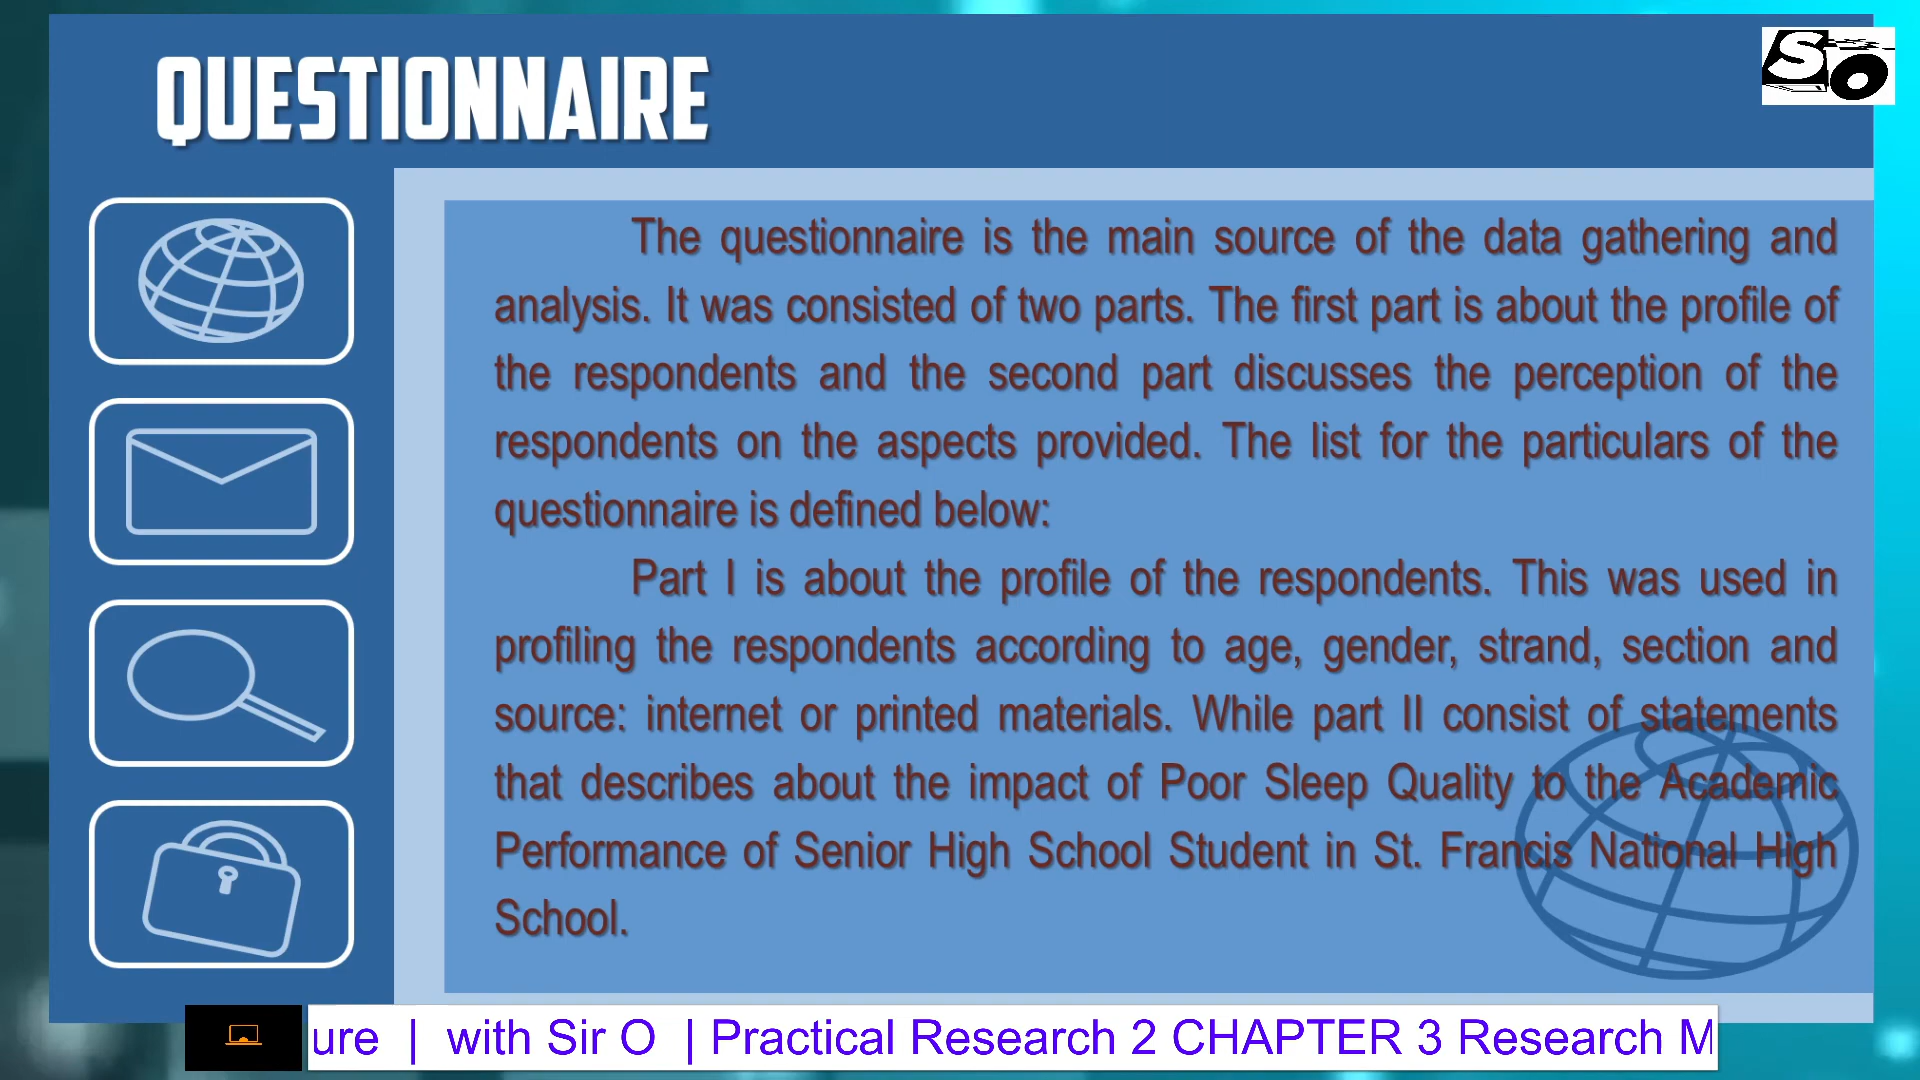 QUESTIONNAIRE
SO
The questionnaire is the main source of the data gathering and
analysis. It was consisted of two parts. The first part is about the profile of
the respondents and the second part discusses the perception of the
respondents on the aspects provided. The list for the particulars of the
questionnaire is defined below:
Part I is about the profile of the respondents. This was used in
profiling the respondents according to age, gender, strand, section and
source: internet or printed materials. While part II consist of statements
that describes about the impact of Poor Sleep Quality to the Academic
Performance of Senior High School Student in St. Francis National High
School.
ure | with Sir O | Practical Research 2 CHAPTER 3 Research M